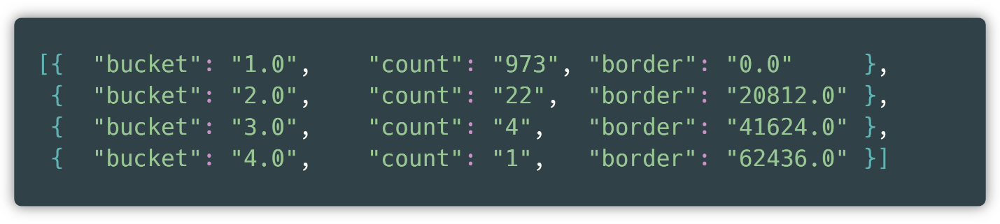 [{  "bucket": "1.0",    "count": "973", "border": "0.0"     },
 {  "bucket": "2.0",    "count": "22",  "border": "20812.0" },
 {  "bucket": "3.0",    "count": "4",   "border": "41624.0" },
 {  "bucket": "4.0",    "count": "1",   "border": "62436.0" }]